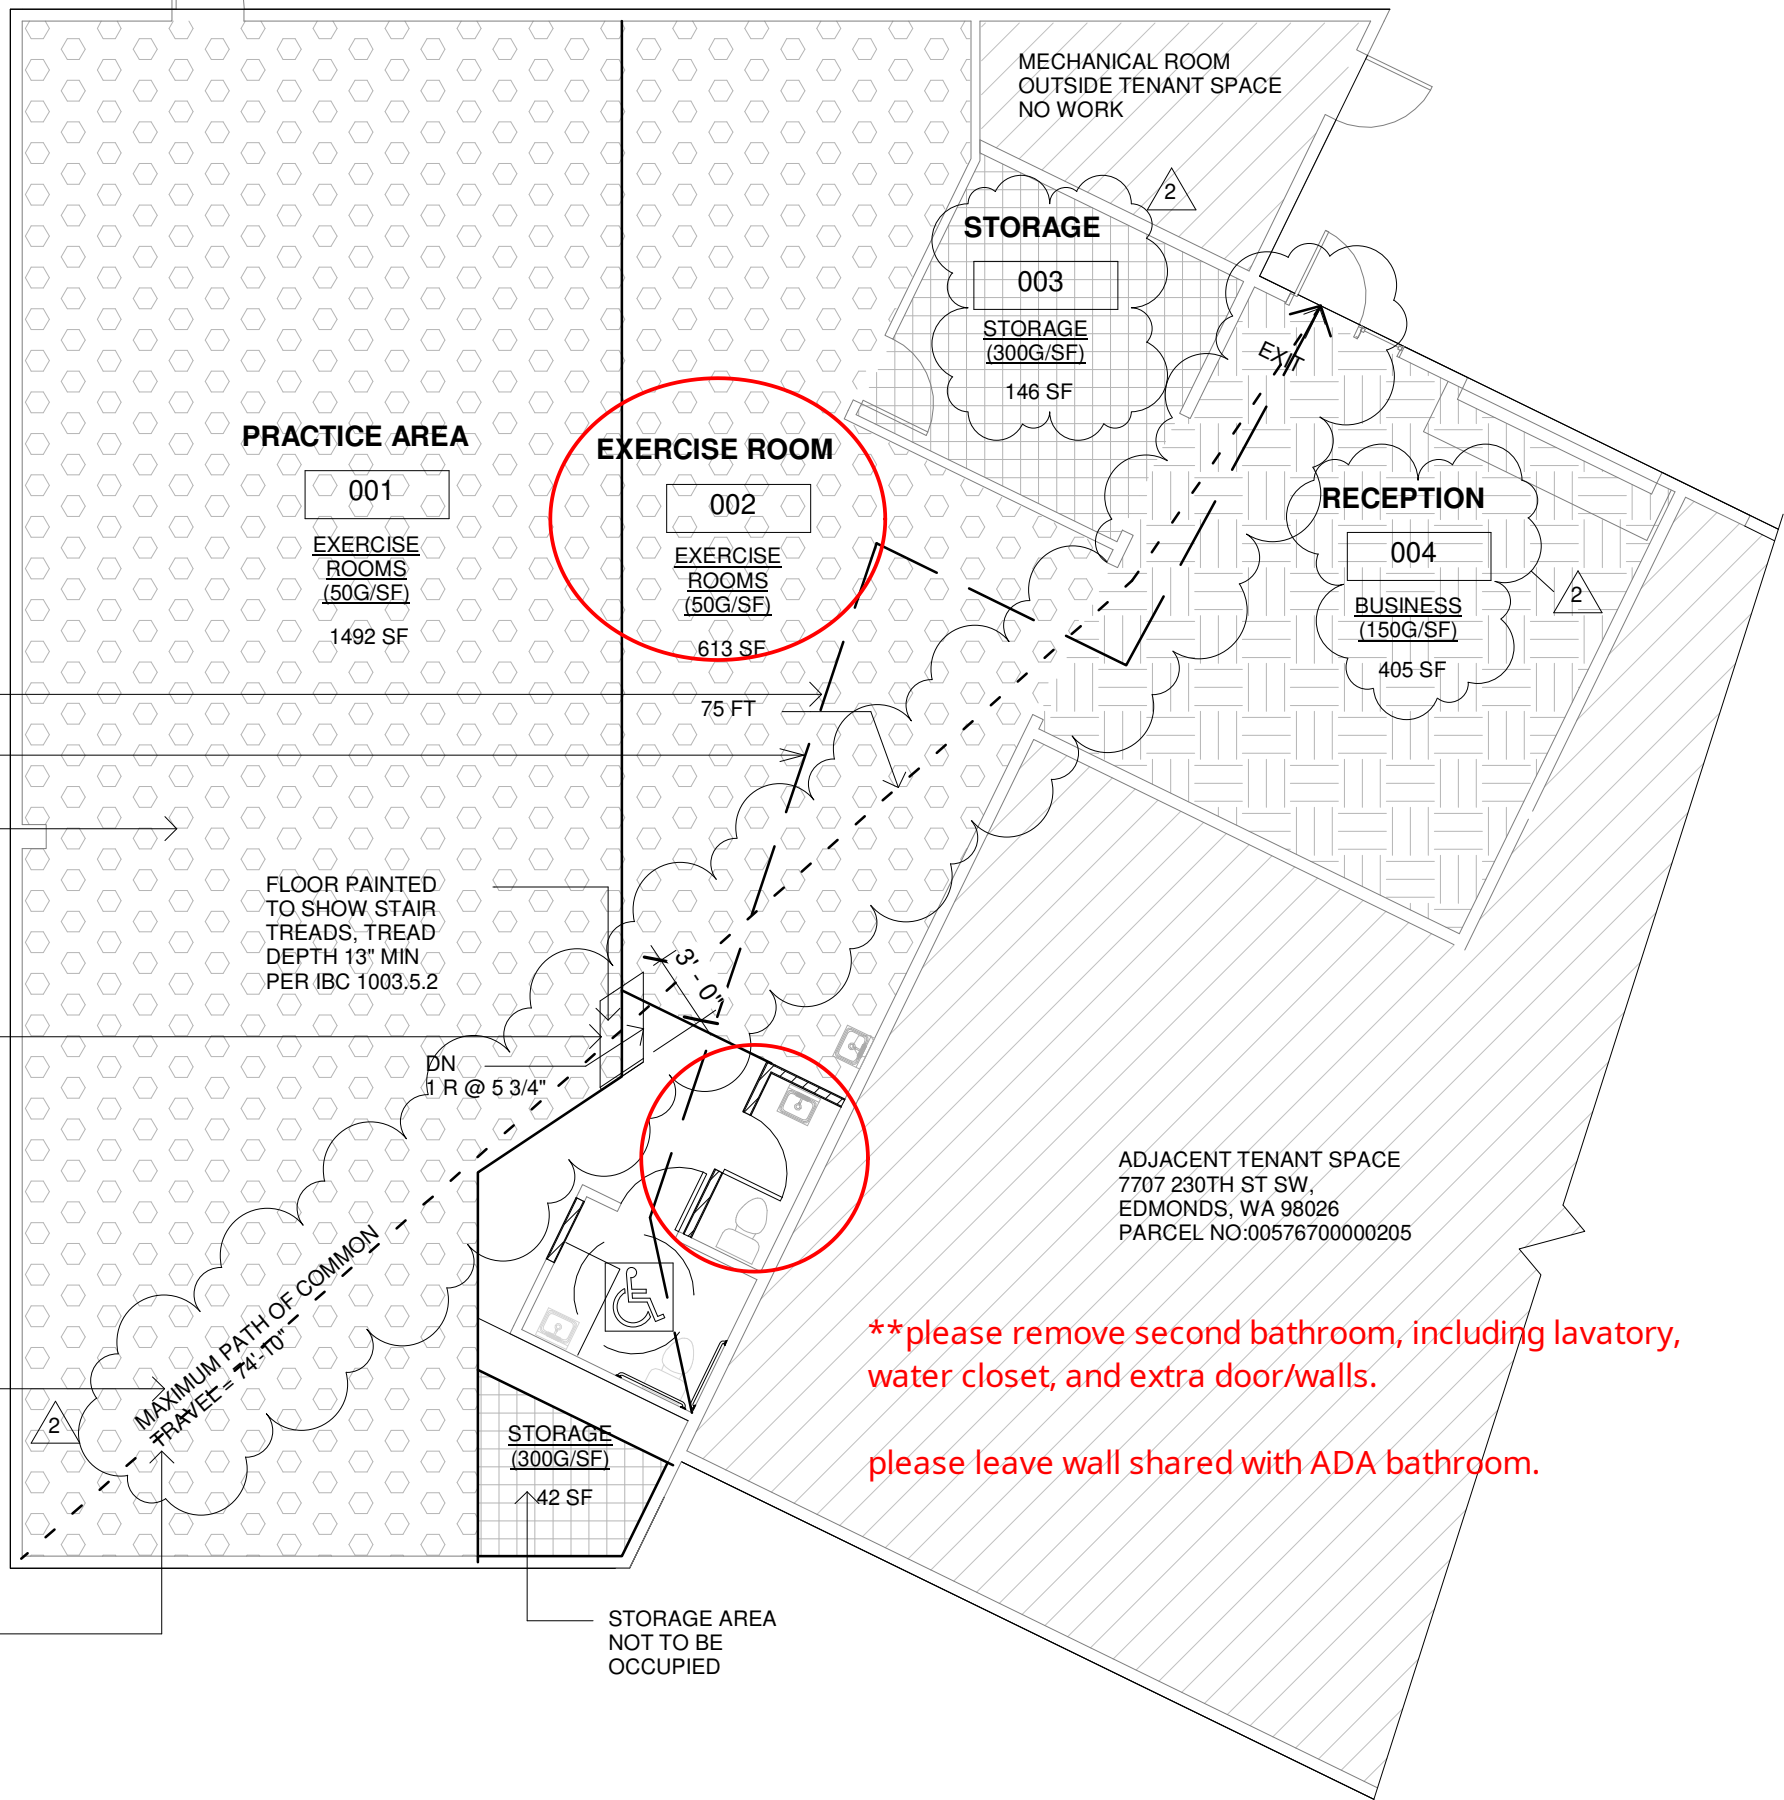 MECHANICAL ROOM
OUTSIDE TENANT SPACE
NO WORK
2
STORAGE
003
STORAGE
(300G/SF)
146 SF
EXIT
PRACTICE AREA
001
EXERCISE
ROOMS
(50G/SF)
1492 SF
EXERCISE ROOM
002
EXERCISE
ROOMS
(50G/SF)
613 SF
75 FT
RECEPTION
004
BUSINESS
(150G/SF)
405 SF
2
FLOOR PAINTED
TO SHOW STAIR
TREADS, TREAD
DEPTH 13" MIN
PER IBC 1003.5.2
3' - 0"
DN
1 R @ 5 3/4"
ADJACENT TENANT SPACE
7707 230TH ST SW,
EDMONDS, WA 98026
PARCEL NO:00576700000205
MAXIMUM PATH OF COMMON
TRAVEL = 74'-10"
2
**please remove second bathroom, including lavatory,
water closet, and extra door/walls.
please leave wall shared with ADA bathroom.
STORAGE
(300G/SF)
42 SF
STORAGE AREA
NOT TO BE
OCCUPIED